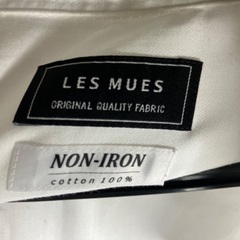 LES MUES
ORIGINAL QUALITY FABRIC
NON-IRON
cotton 100%